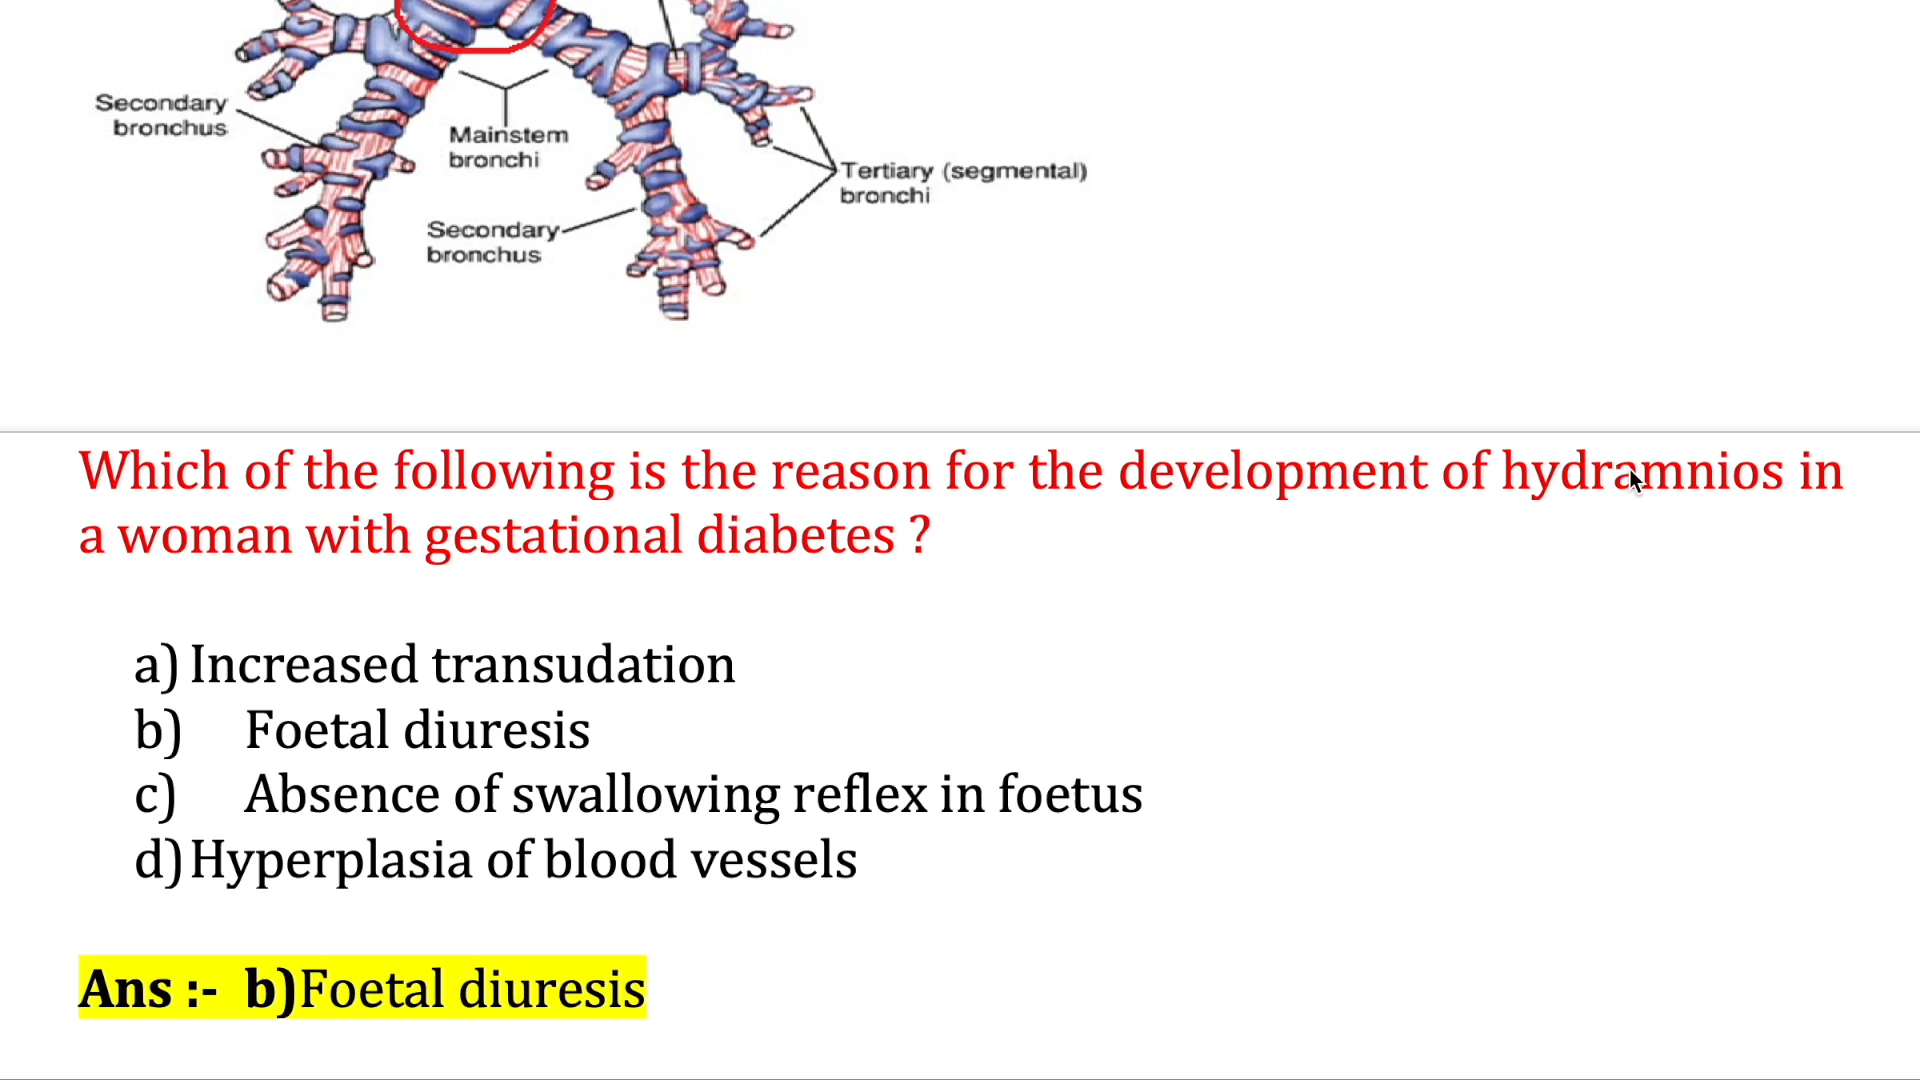 Secondary
bronchus
Mainstem
bronchi
Tertiary (segmental)
bronchi
Secondary
bronchus
Which of the following is the reason for the development of hydramnios in
a woman with gestational diabetes ?
a) Increased transudation
b) Foetal diuresis
c) Absence of swallowing reflex in foetus
d) Hyperplasia of blood vessels
Ans :- b)Foetal diuresis